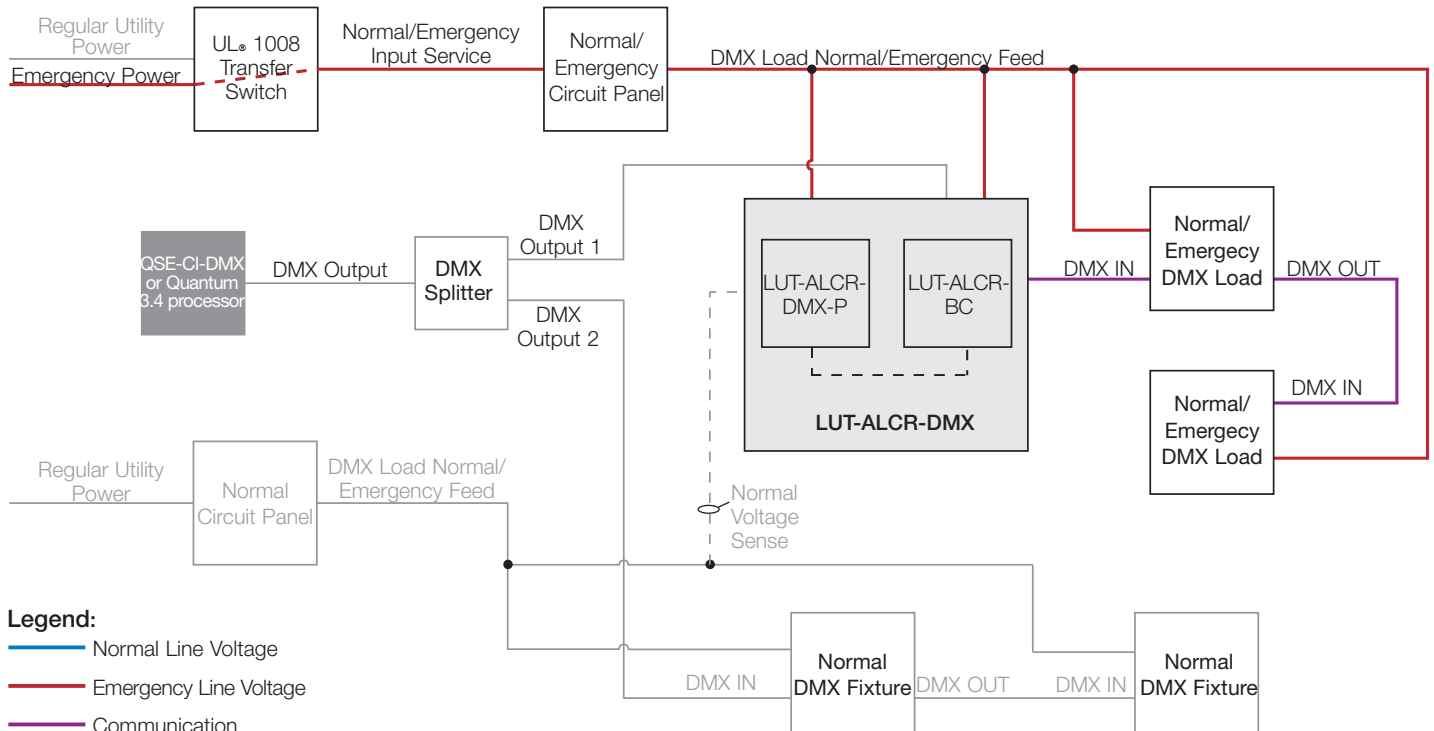 Regular Utility
Power
Emergency Power
UL® 1008
Transfer
Switch
Normal/Emergency
Input Service
Normal/
Emergency
Circuit Panel
DMX Load Normal/Emergency Feed
QSE-CI-DMX
or Quantum
3.4 processor
DMX Output
DMX
Splitter
DMX
Output 1
DMX
Output 2
LUT-ALCR-
DMX-P
LUT-ALCR-
BC
LUT-ALCR-DMX
DMX IN
Normal/
Emergecy
DMX Load
DMX OUT
DMX IN
Normal/
Emergecy
DMX Load
Regular Utility
Power
Normal
Circuit Panel
DMX Load Normal/
Emergency Feed
Normal
Voltage
Sense
Legend:
Normal Line Voltage
Emergency Line Voltage
Communication
DMX IN
Normal
DMX Fixture
DMX OUT
DMX IN
Normal
DMX Fixture